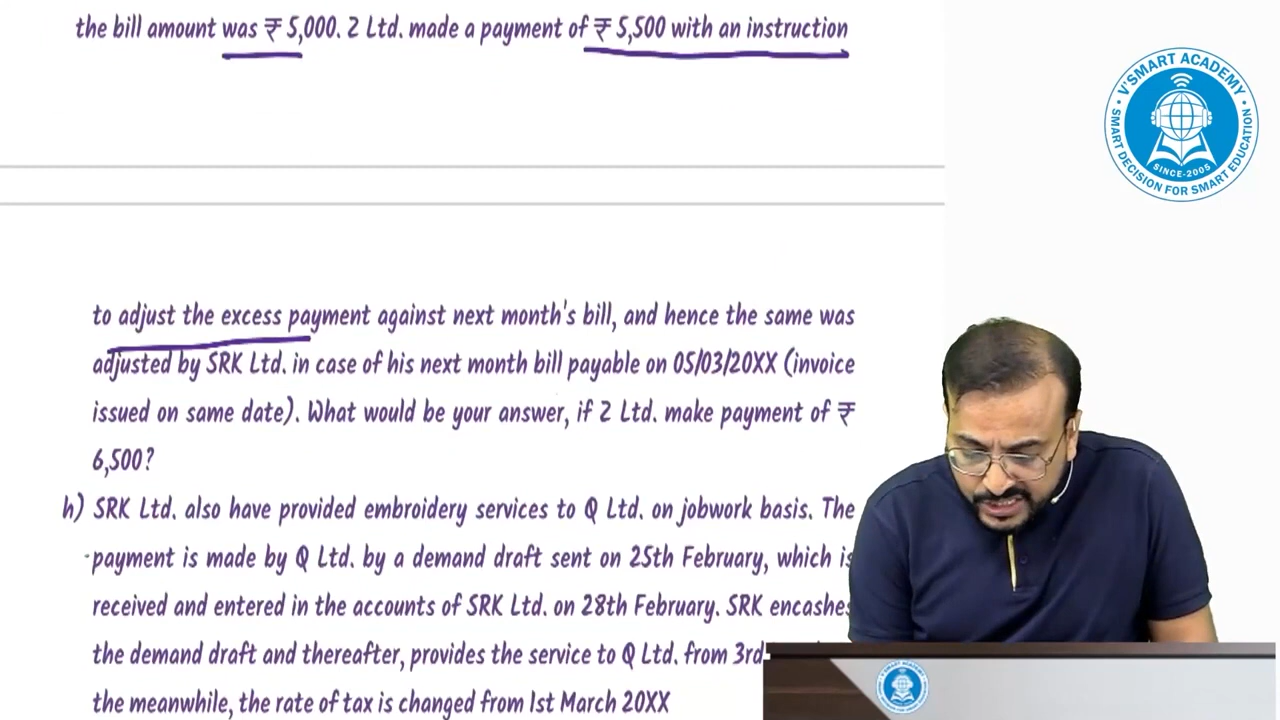 the bill amount was ₹ 5,000. Z Ltd. made a payment of ₹ 5,500 with an instruction
V'SMART ACADEMY
SMART DECISION FOR SMART EDUCATION
SINCE-2005
to adjust the excess payment against next month's bill, and hence the same was
adjusted by SRK Ltd. in case of his next month bill payable on 05/03/20XX (invoice
issued on same date). What would be your answer, if Z Ltd. make payment of ₹
6,500?
h) SRK Ltd. also have provided embroidery services to Q Ltd. on jobwork basis. The
payment is made by Q Ltd. by a demand draft sent on 25th February, which is
received and entered in the accounts of SRK Ltd. on 28th February. SRK encashes
the demand draft and thereafter, provides the service to Q Ltd. from 3rd
the meanwhile, the rate of tax is changed from 1st March 20XX